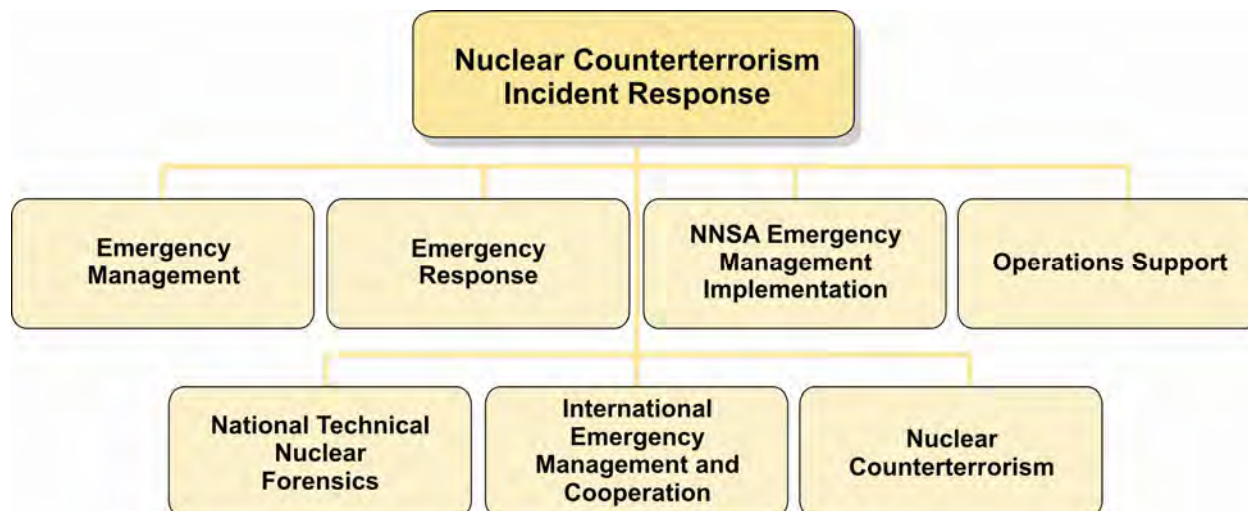 Nuclear Counterterrorism
Incident Response
Emergency
Management
Emergency
Response
NNSA Emergency
Management
Implementation
Operations Support
National Technical
Nuclear
Forensics
International
Emergency
Management and
Cooperation
Nuclear
Counterterrorism